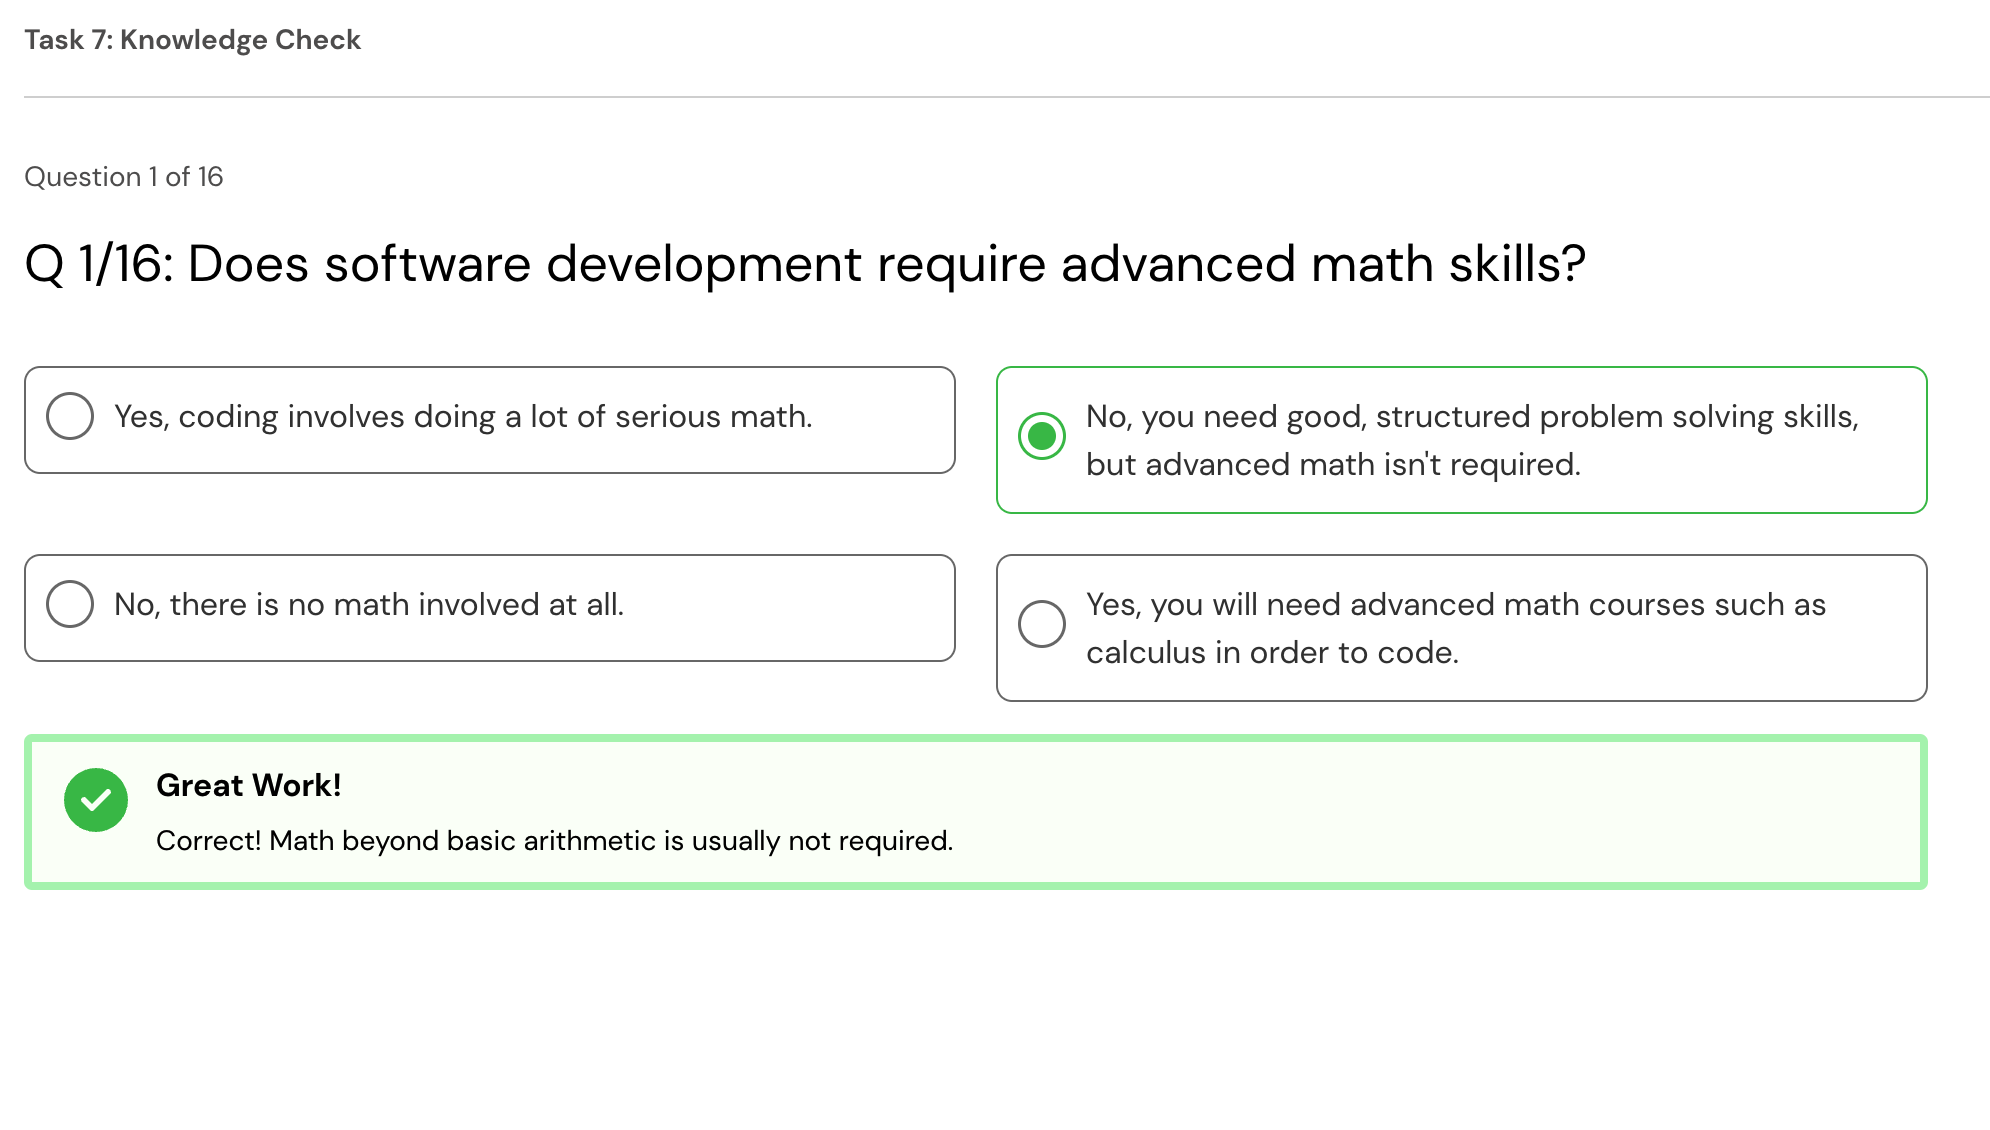 Task 7: Knowledge Check
Question 1 of 16
Q 1/16: Does software development require advanced math skills?
Yes, coding involves doing a lot of serious math.
No, you need good, structured problem solving skills,
but advanced math isn't required.
No, there is no math involved at all.
Yes, you will need advanced math courses such as
calculus in order to code.
Great Work!
Correct! Math beyond basic arithmetic is usually not required.